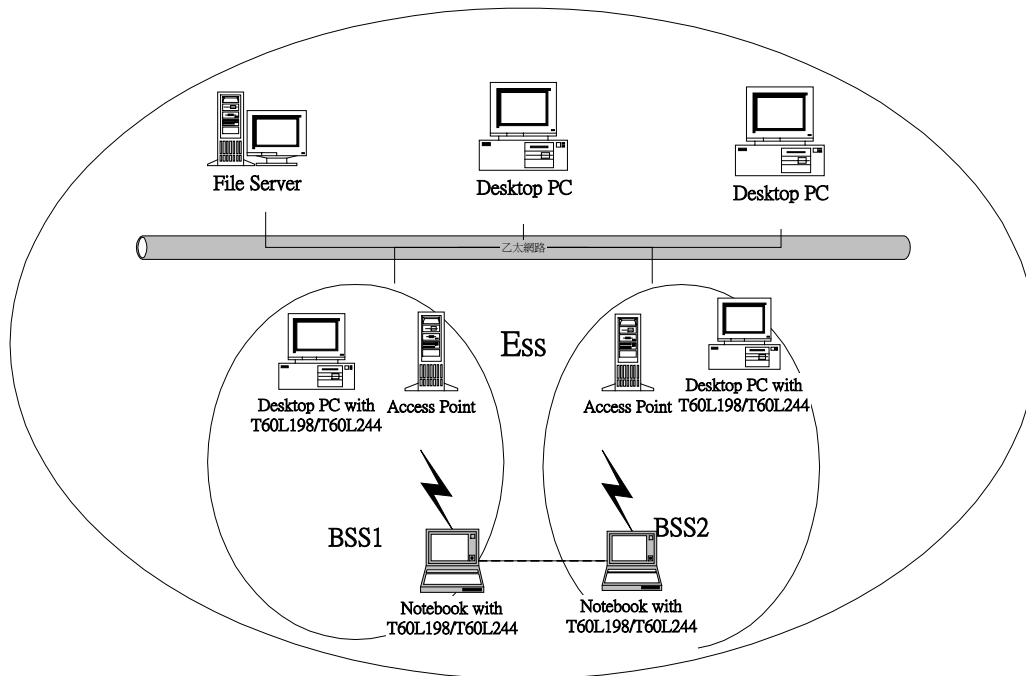 File Server
Desktop PC
Desktop PC
乙太網路
Ess
Desktop PC with
T60L198/T60L244
Access Point
Access Point
Desktop PC with
T60L198/T60L244
BSS1
BSS2
Notebook with
T60L198/T60L244
Notebook with
T60L198/T60L244